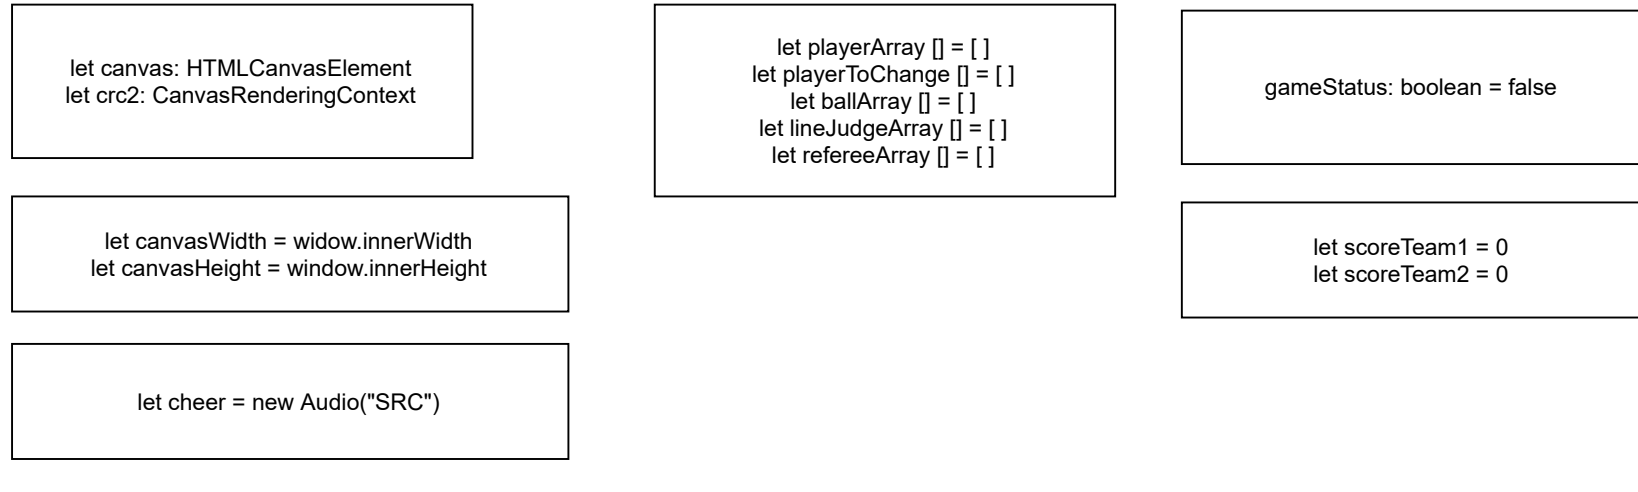 let canvas: HTMLCanvasElement
let crc2: CanvasRenderingContext
let canvasWidth = widow.innerWidth
let canvasHeight = window.innerHeight
let cheer = new Audio("SRC")
let playerArray [] = [ ]
let playerToChange [] = [ ]
let ballArray [] = [ ]
let lineJudgeArray [] = [ ]
let refereeArray [] = [ ]
gameStatus: boolean = false
let scoreTeam1 = 0
let scoreTeam2 = 0